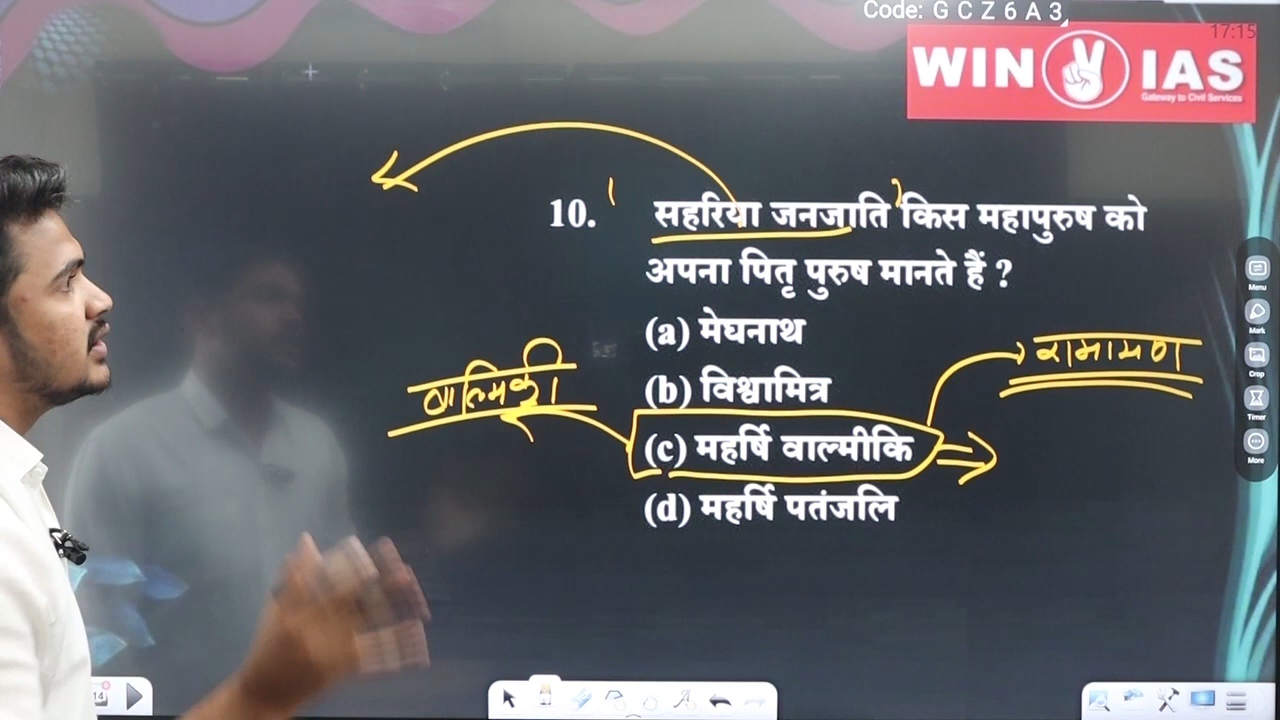 Code: G C Z 6 A 3
17:15
WIN IAS
Gateway to Civil Services
10. सहरिया जनजाति किस महापुरुष को
अपना पितृ पुरुष मानते हैं ?
(a) मेघनाथ
रामायण
(b) विश्वामित्र
वाल्मिकी
(c) महर्षि वाल्मीकि
(d) महर्षि पतंजलि
Menu
Mark
Crop
Timer
More
14